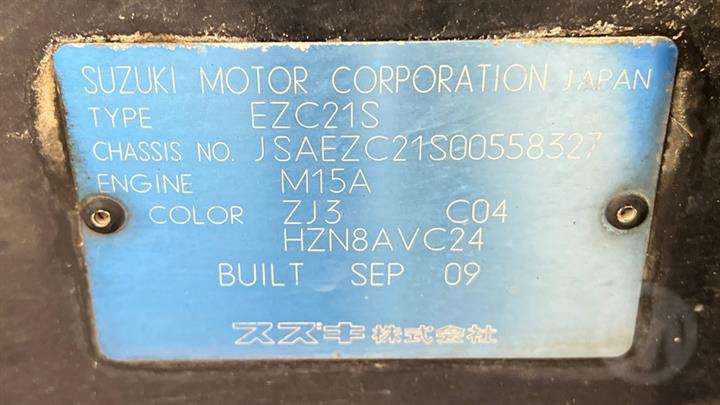 SUZUKI MOTOR CORPORATION JAPAN
TYPE EZC21S
CHASSIS NO. JSAEZC21S00558327
ENGINE M15A
COLOR ZJ3 C04
HZN8AVC24
BUILT SEP 09
スズキ株式会社